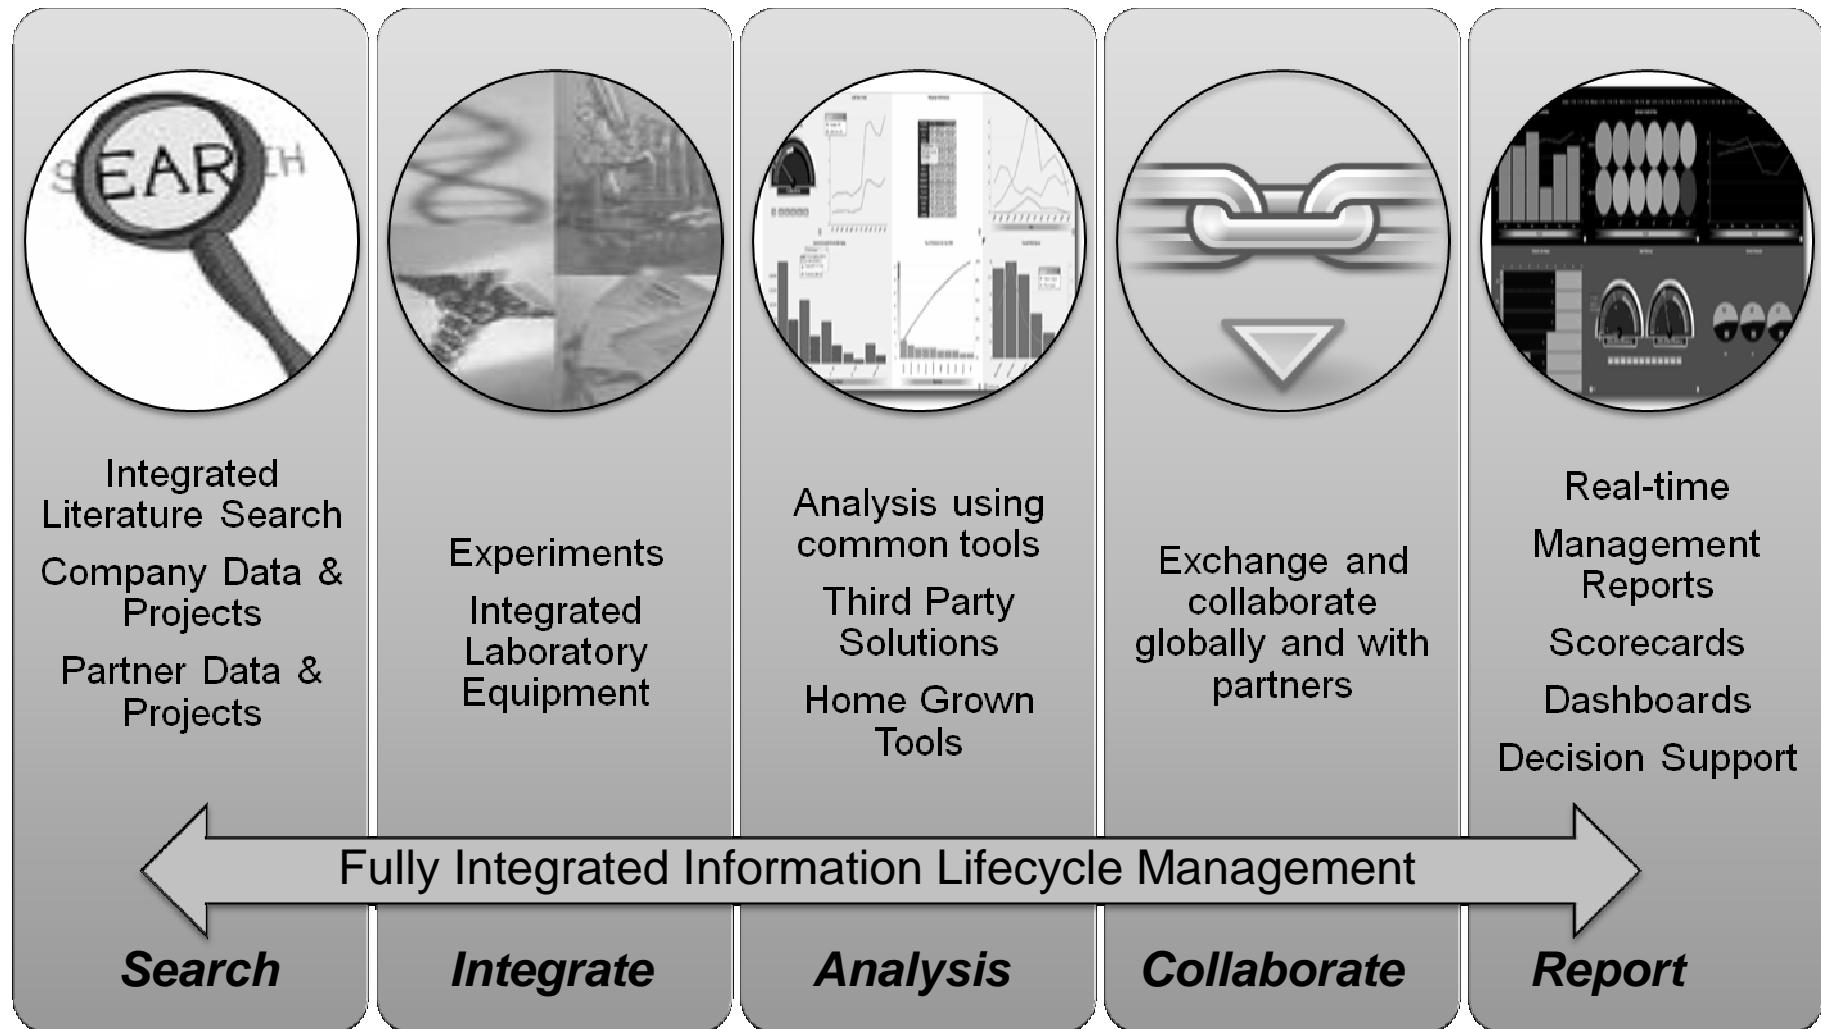 SEARCH
Integrated
Literature Search
Company Data &
Projects
Partner Data &
Projects
Experiments
Integrated
Laboratory
Equipment
Analysis using
common tools
Third Party
Solutions
Home Grown
Tools
Exchange and
collaborate
globally and with
partners
Real-time
Management
Reports
Scorecards
Dashboards
Decision Support
Fully Integrated Information Lifecycle Management
Search
Integrate
Analysis
Collaborate
Report